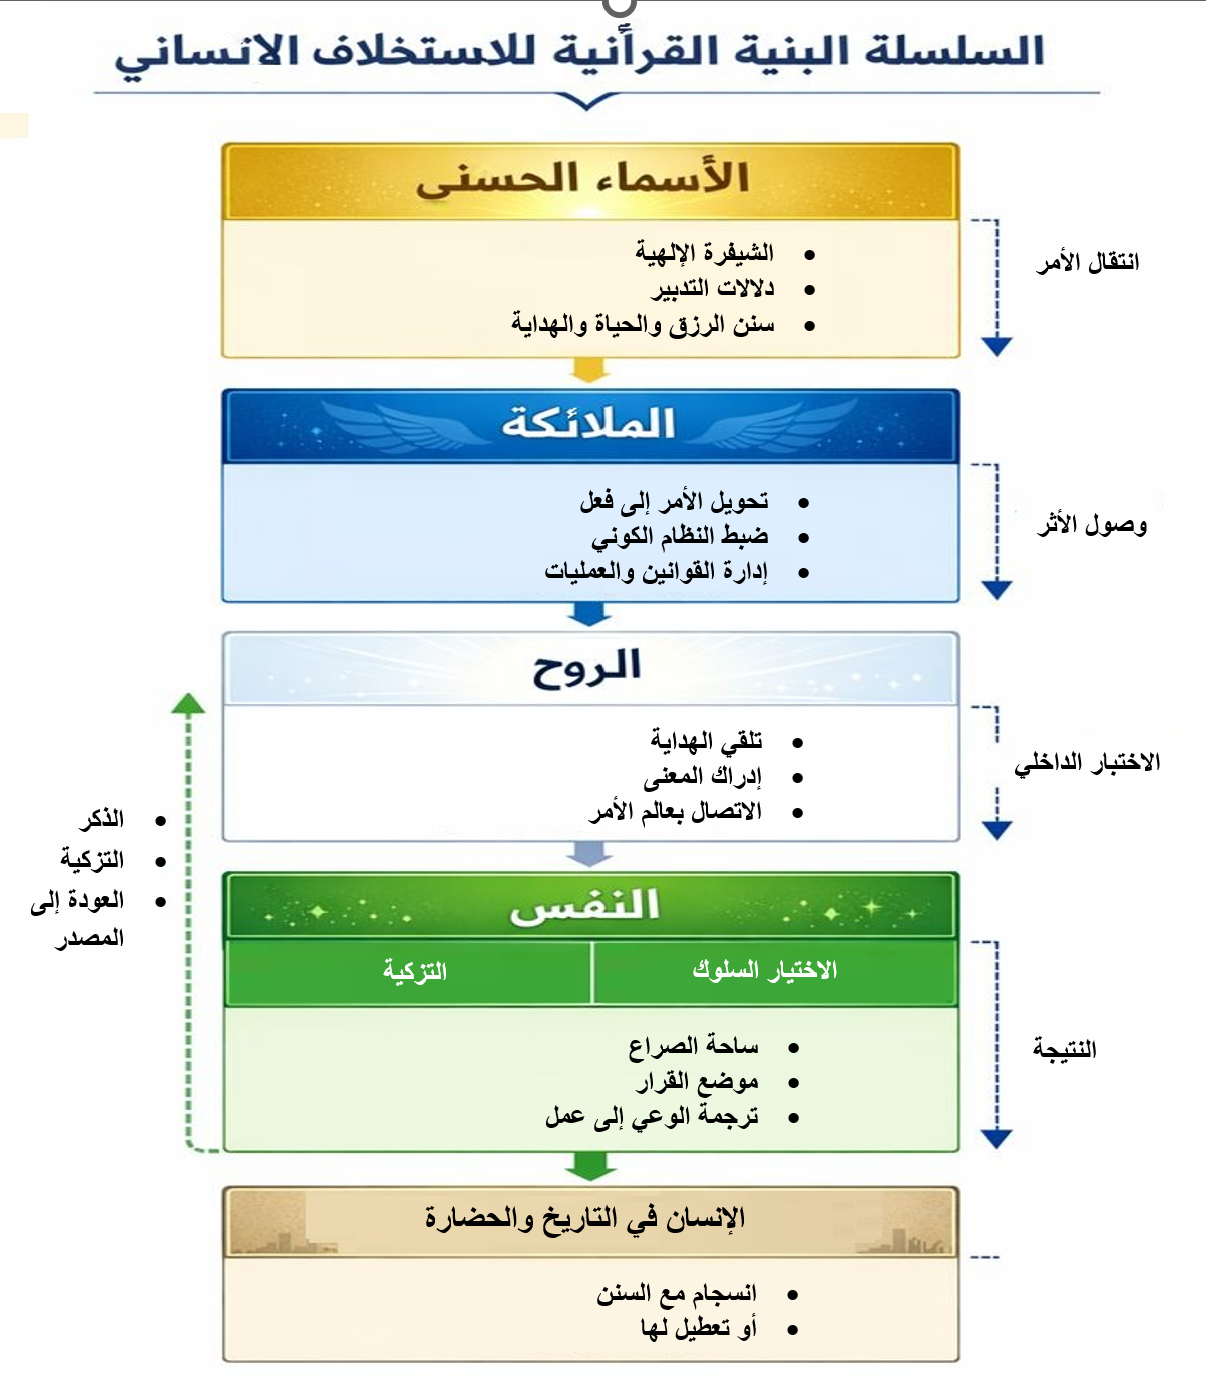 السلسلة البنية القرأنية للاستخلاف الانساني
الأسماء الحسنى
• الشيفرة الإلهية
• دلالات التدبير
• سنن الرزق والحياة والهداية
انتقال الأمر
الملائكة
• تحويل الأمر إلى فعل
• ضبط النظام الكوني
• إدارة القوانين والعمليات
وصول الأثر
الروح
• تلقي الهداية
• إدراك المعنى
• الاتصال بعالم الأمر
الاختبار الداخلي
• الذكر
• التزكية
• العودة إلى
المصدر
النفس
الاختيار السلوك
التزكية
• ساحة الصراع
• موضع القرار
• ترجمة الوعي إلى عمل
النتيجة
الإنسان في التاريخ والحضارة
• انسجام مع السنن
• أو تعطيل لها